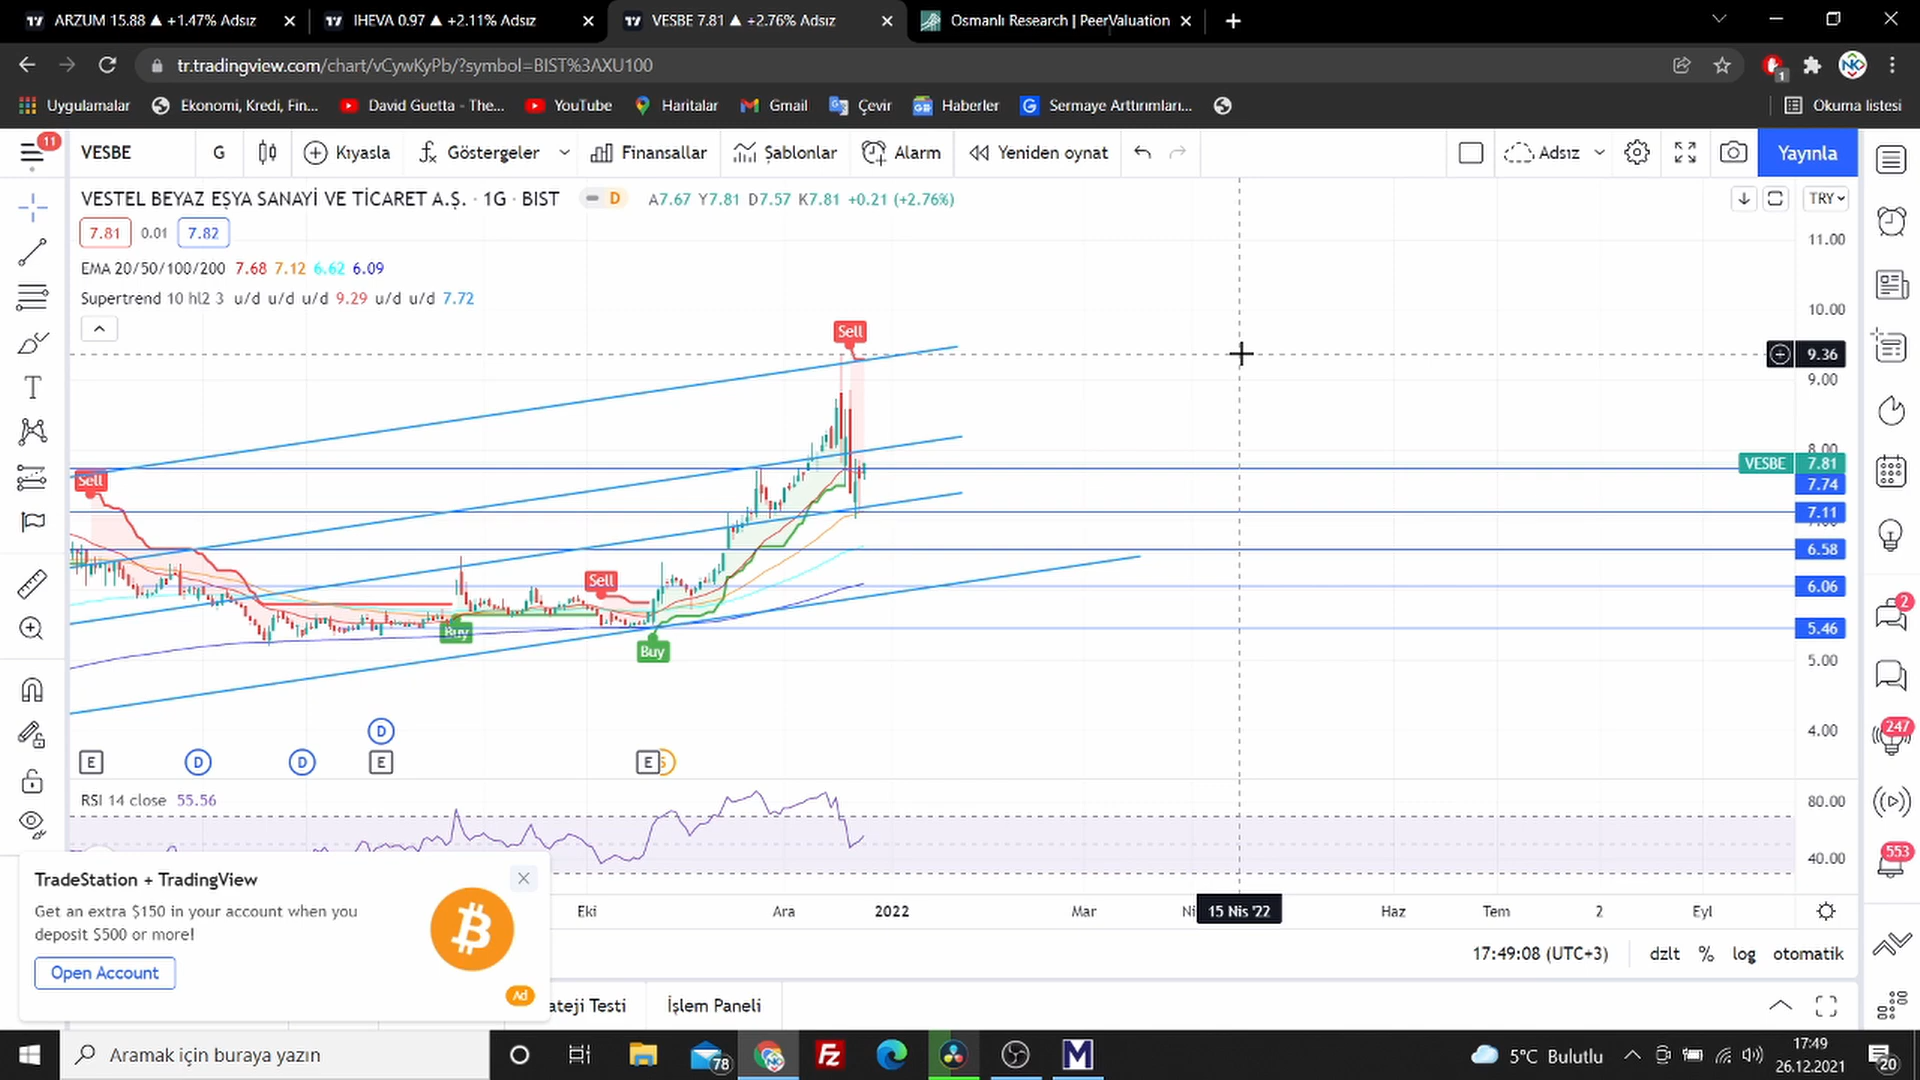 ARZUM 15.88 ▲ +1.47% Adsız
IHEVA 0.97 ▲ +2.11% Adsız
VESBE 7.81 ▲ +2.76% Adsız
Osmanlı Research | PeerValuation
tr.tradingview.com/chart/vCywKyPb/?symbol=BIST%3AXU100
1
Uygulamalar
Ekonomi, Kredi, Fin...
David Guetta - The...
YouTube
Haritalar
Gmail
Çevir
Haberler
Sermaye Arttırımları...
Okuma listesi
11
VESBE
G
Kıyasla
Göstergeler
Finansallar
Şablonlar
Alarm
Yeniden oynat
Adsız
Yayınla
VESTEL BEYAZ EŞYA SANAYİ VE TİCARET A.Ş. · 1G · BIST
D
A7.67 Y7.81 D7.57 K7.81 +0.21 (+2.76%)
TRY
7.81 0.01 7.82
EMA 20/50/100/200 7.68 7.12 6.62 6.09
Supertrend 10 hl2 3 u/d u/d u/d 9.29 u/d u/d 7.72
11.00
10.00
9.36
9.00
8.00
VESBE 7.81
7.74
7.11
6.58
6.06
5.46
5.00
4.00
Sell
Sell
Sell
Buy
Buy
D
E
D
D
E
E
RSI 14 close 55.56
80.00
40.00
Eki
Ara
2022
Mar
15 Nis '22
Haz
Tem
2
Eyl
TradeStation + TradingView
Get an extra $150 in your account when you
deposit $500 or more!
Open Account
Ad
17:49:08 (UTC+3)
dzlt
%
log
otomatik
ateji Testi
İşlem Paneli
2
247
553
Aramak için buraya yazın
78
5°C Bulutlu
17:49
26.12.2021
20